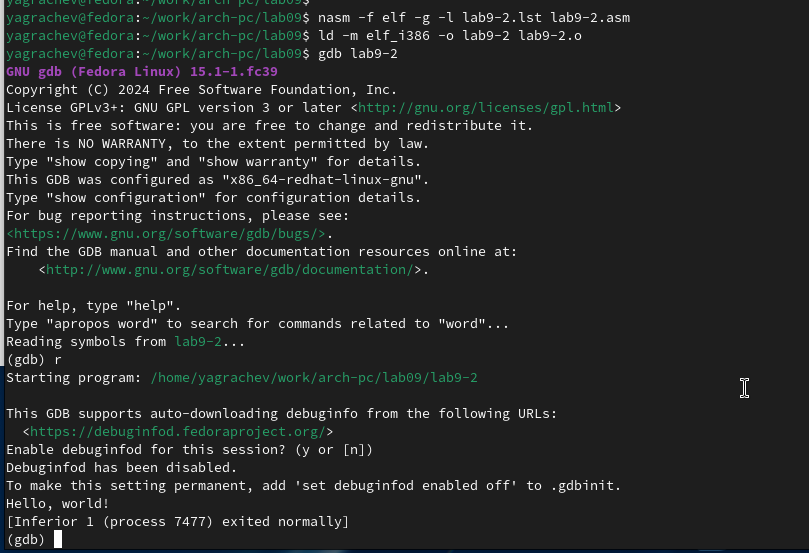 yagrachev@fedora:~/work/arch-pc/lab09$
yagrachev@fedora:~/work/arch-pc/lab09$ nasm -f elf -g -l lab9-2.lst lab9-2.asm
yagrachev@fedora:~/work/arch-pc/lab09$ ld -m elf_i386 -o lab9-2 lab9-2.o
yagrachev@fedora:~/work/arch-pc/lab09$ gdb lab9-2
GNU gdb (Fedora Linux) 15.1-1.fc39
Copyright (C) 2024 Free Software Foundation, Inc.
License GPLv3+: GNU GPL version 3 or later <http://gnu.org/licenses/gpl.html>
This is free software: you are free to change and redistribute it.
There is NO WARRANTY, to the extent permitted by law.
Type "show copying" and "show warranty" for details.
This GDB was configured as "x86_64-redhat-linux-gnu".
Type "show configuration" for configuration details.
For bug reporting instructions, please see:
<https://www.gnu.org/software/gdb/bugs/>.
Find the GDB manual and other documentation resources online at:
    <http://www.gnu.org/software/gdb/documentation/>.

For help, type "help".
Type "apropos word" to search for commands related to "word"...
Reading symbols from lab9-2...
(gdb) r
Starting program: /home/yagrachev/work/arch-pc/lab09/lab9-2

This GDB supports auto-downloading debuginfo from the following URLs:
  <https://debuginfod.fedoraproject.org/>
Enable debuginfod for this session? (y or [n])
Debuginfod has been disabled.
To make this setting permanent, add 'set debuginfod enabled off' to .gdbinit.
Hello, world!
[Inferior 1 (process 7477) exited normally]
(gdb)